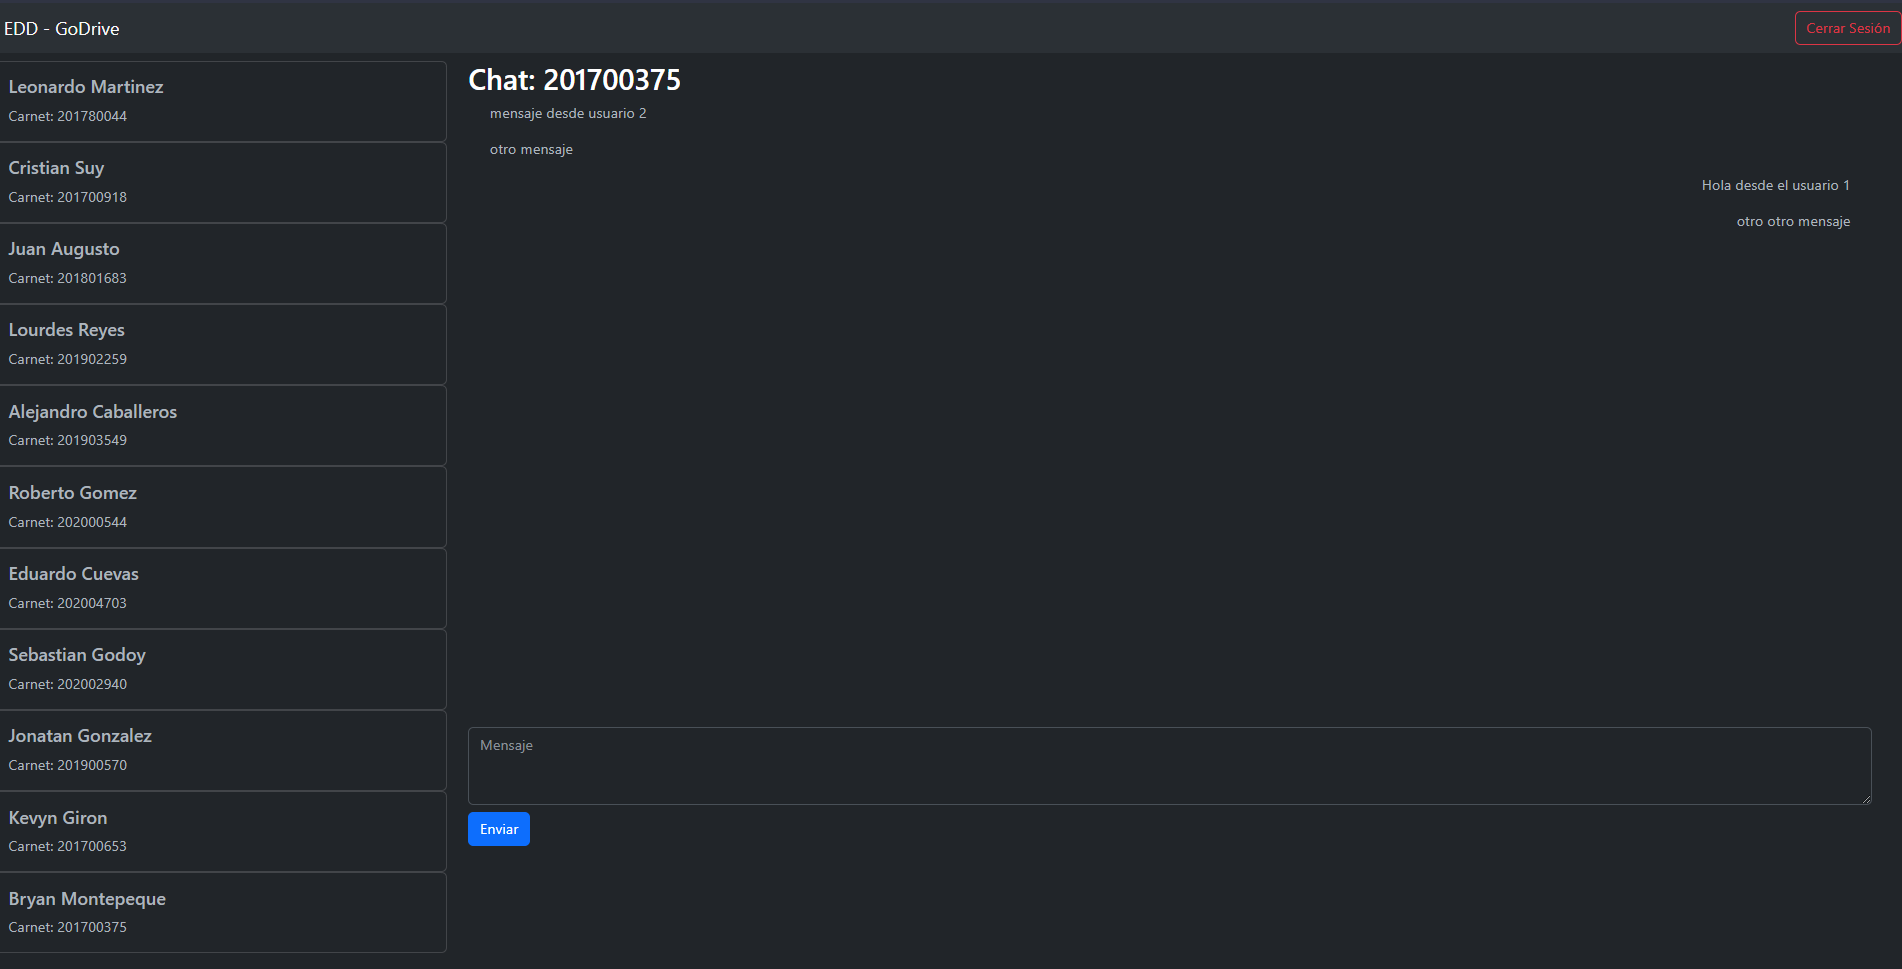 EDD - GoDrive
Cerrar Sesión
Leonardo Martinez
Carnet: 201780044
Cristian Suy
Carnet: 201700918
Juan Augusto
Carnet: 201801683
Lourdes Reyes
Carnet: 201902259
Alejandro Caballeros
Carnet: 201903549
Roberto Gomez
Carnet: 202000544
Eduardo Cuevas
Carnet: 202004703
Sebastian Godoy
Carnet: 202002940
Jonatan Gonzalez
Carnet: 201900570
Kevyn Giron
Carnet: 201700653
Bryan Montepeque
Carnet: 201700375
Chat: 201700375
mensaje desde usuario 2
otro mensaje
Hola desde el usuario 1
otro otro mensaje
Mensaje
Enviar